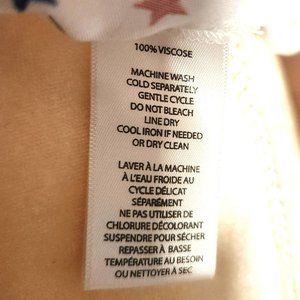 100% VISCOSE
MACHINE WASH
COLD SEPARATELY
GENTLE CYCLE
DO NOT BLEACH
LINE DRY
COOL IRON IF NEEDED
OR DRY CLEAN
LAVER À LA MACHINE
À L'EAU FROIDE AU
CYCLE DÉLICAT
SÉPARÉMENT
NE PAS UTILISER DE
CHLORURE DÉCOLORANT
SUSPENDRE POUR SÉCHER
REPASSER À BASSE
TEMPÉRATURE AU BESOIN
OU NETTOYER À SEC